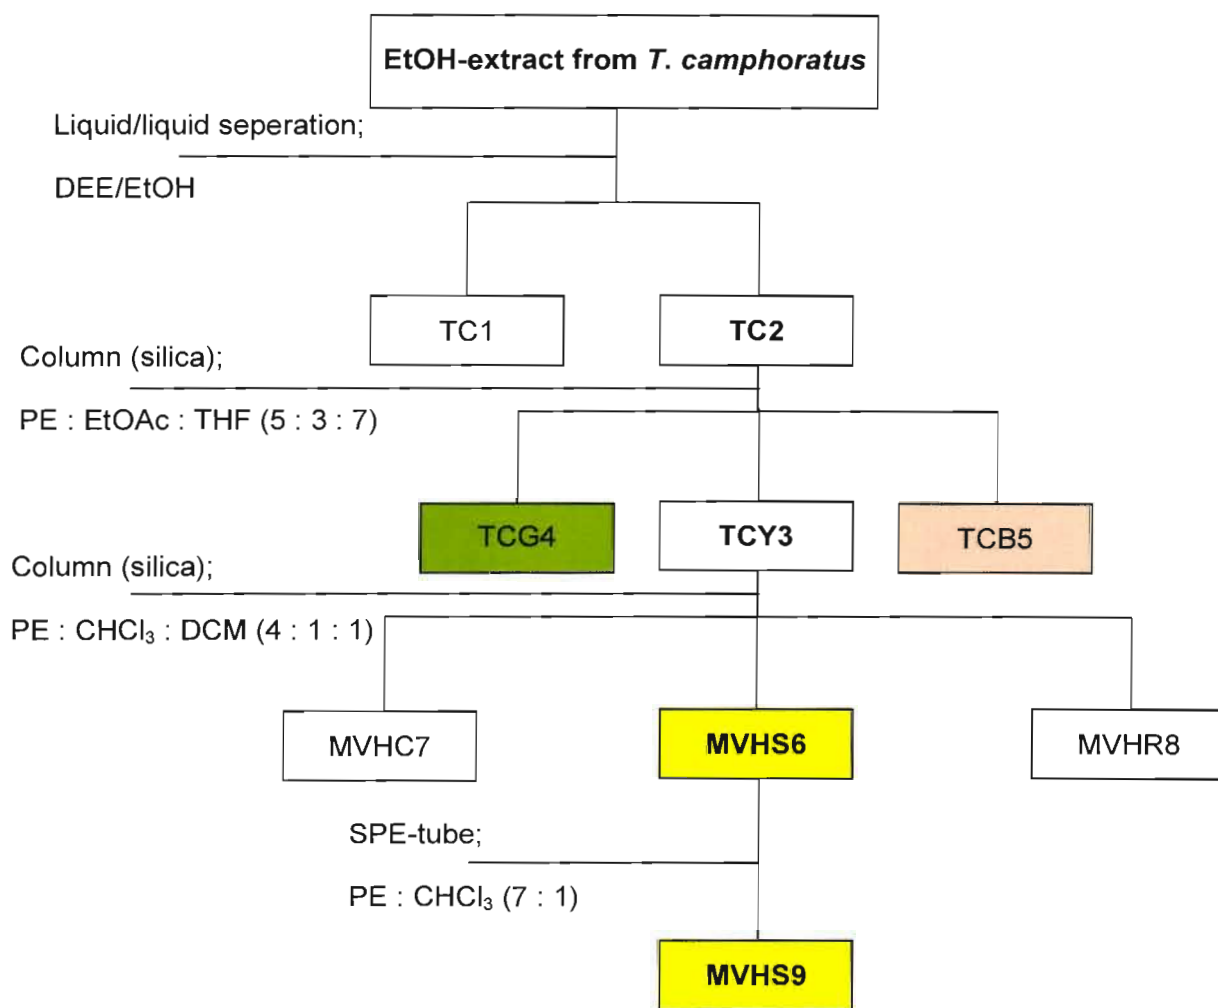 EtOH-extract from T. camphoratus
Liquid/liquid seperation;
DEE/EtOH
TC1
TC2
Column (silica);
PE : EtOAc : THF (5 : 3 : 7)
TCG4
TCY3
TCB5
Column (silica);
PE : CHCl₃ : DCM (4 : 1 : 1)
MVHC7
MVHS6
MVHR8
SPE-tube;
PE : CHCl₃ (7 : 1)
MVHS9